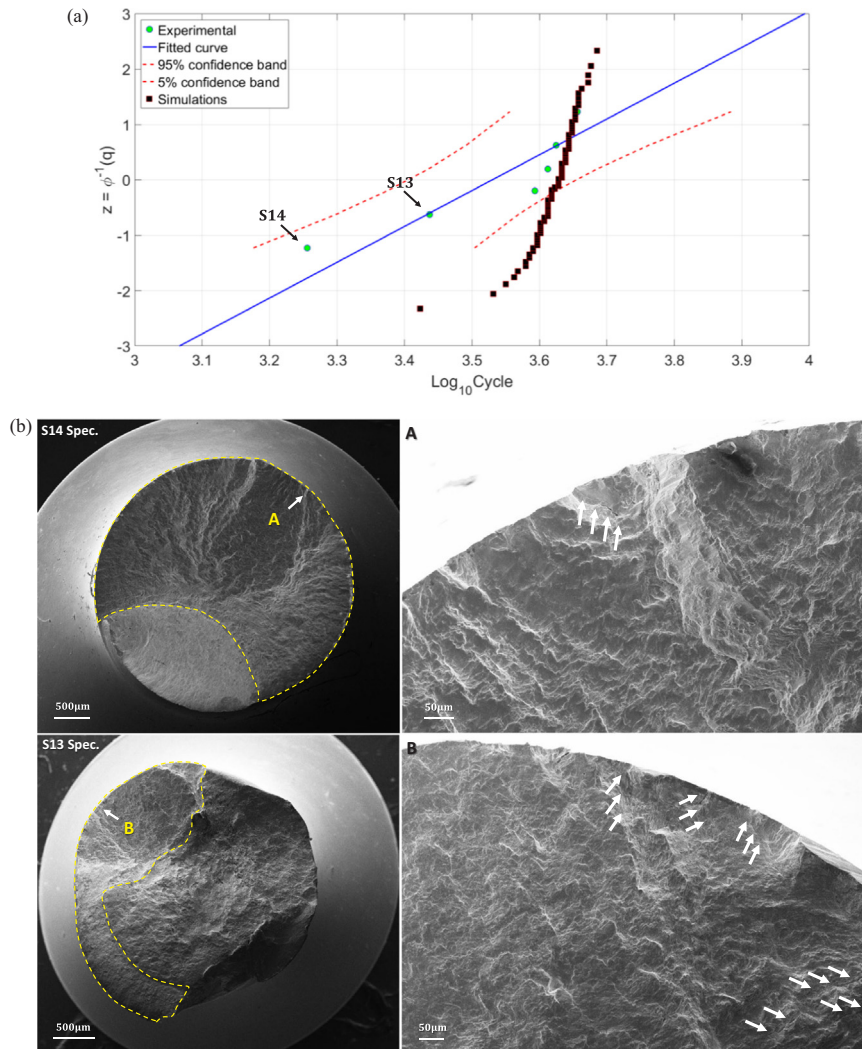 (a)
Experimental
Fitted curve
95% confidence band
5% confidence band
Simulations
3
2
1
0
-1
-2
-3
z = ϕ⁻¹(q)
S13
S14
3 3.1 3.2 3.3 3.4 3.5 3.6 3.7 3.8 3.9 4
Log₁₀Cycle
(b)
S14 Spec.
A
500μm
A
50μm
S13 Spec.
B
500μm
B
50μm